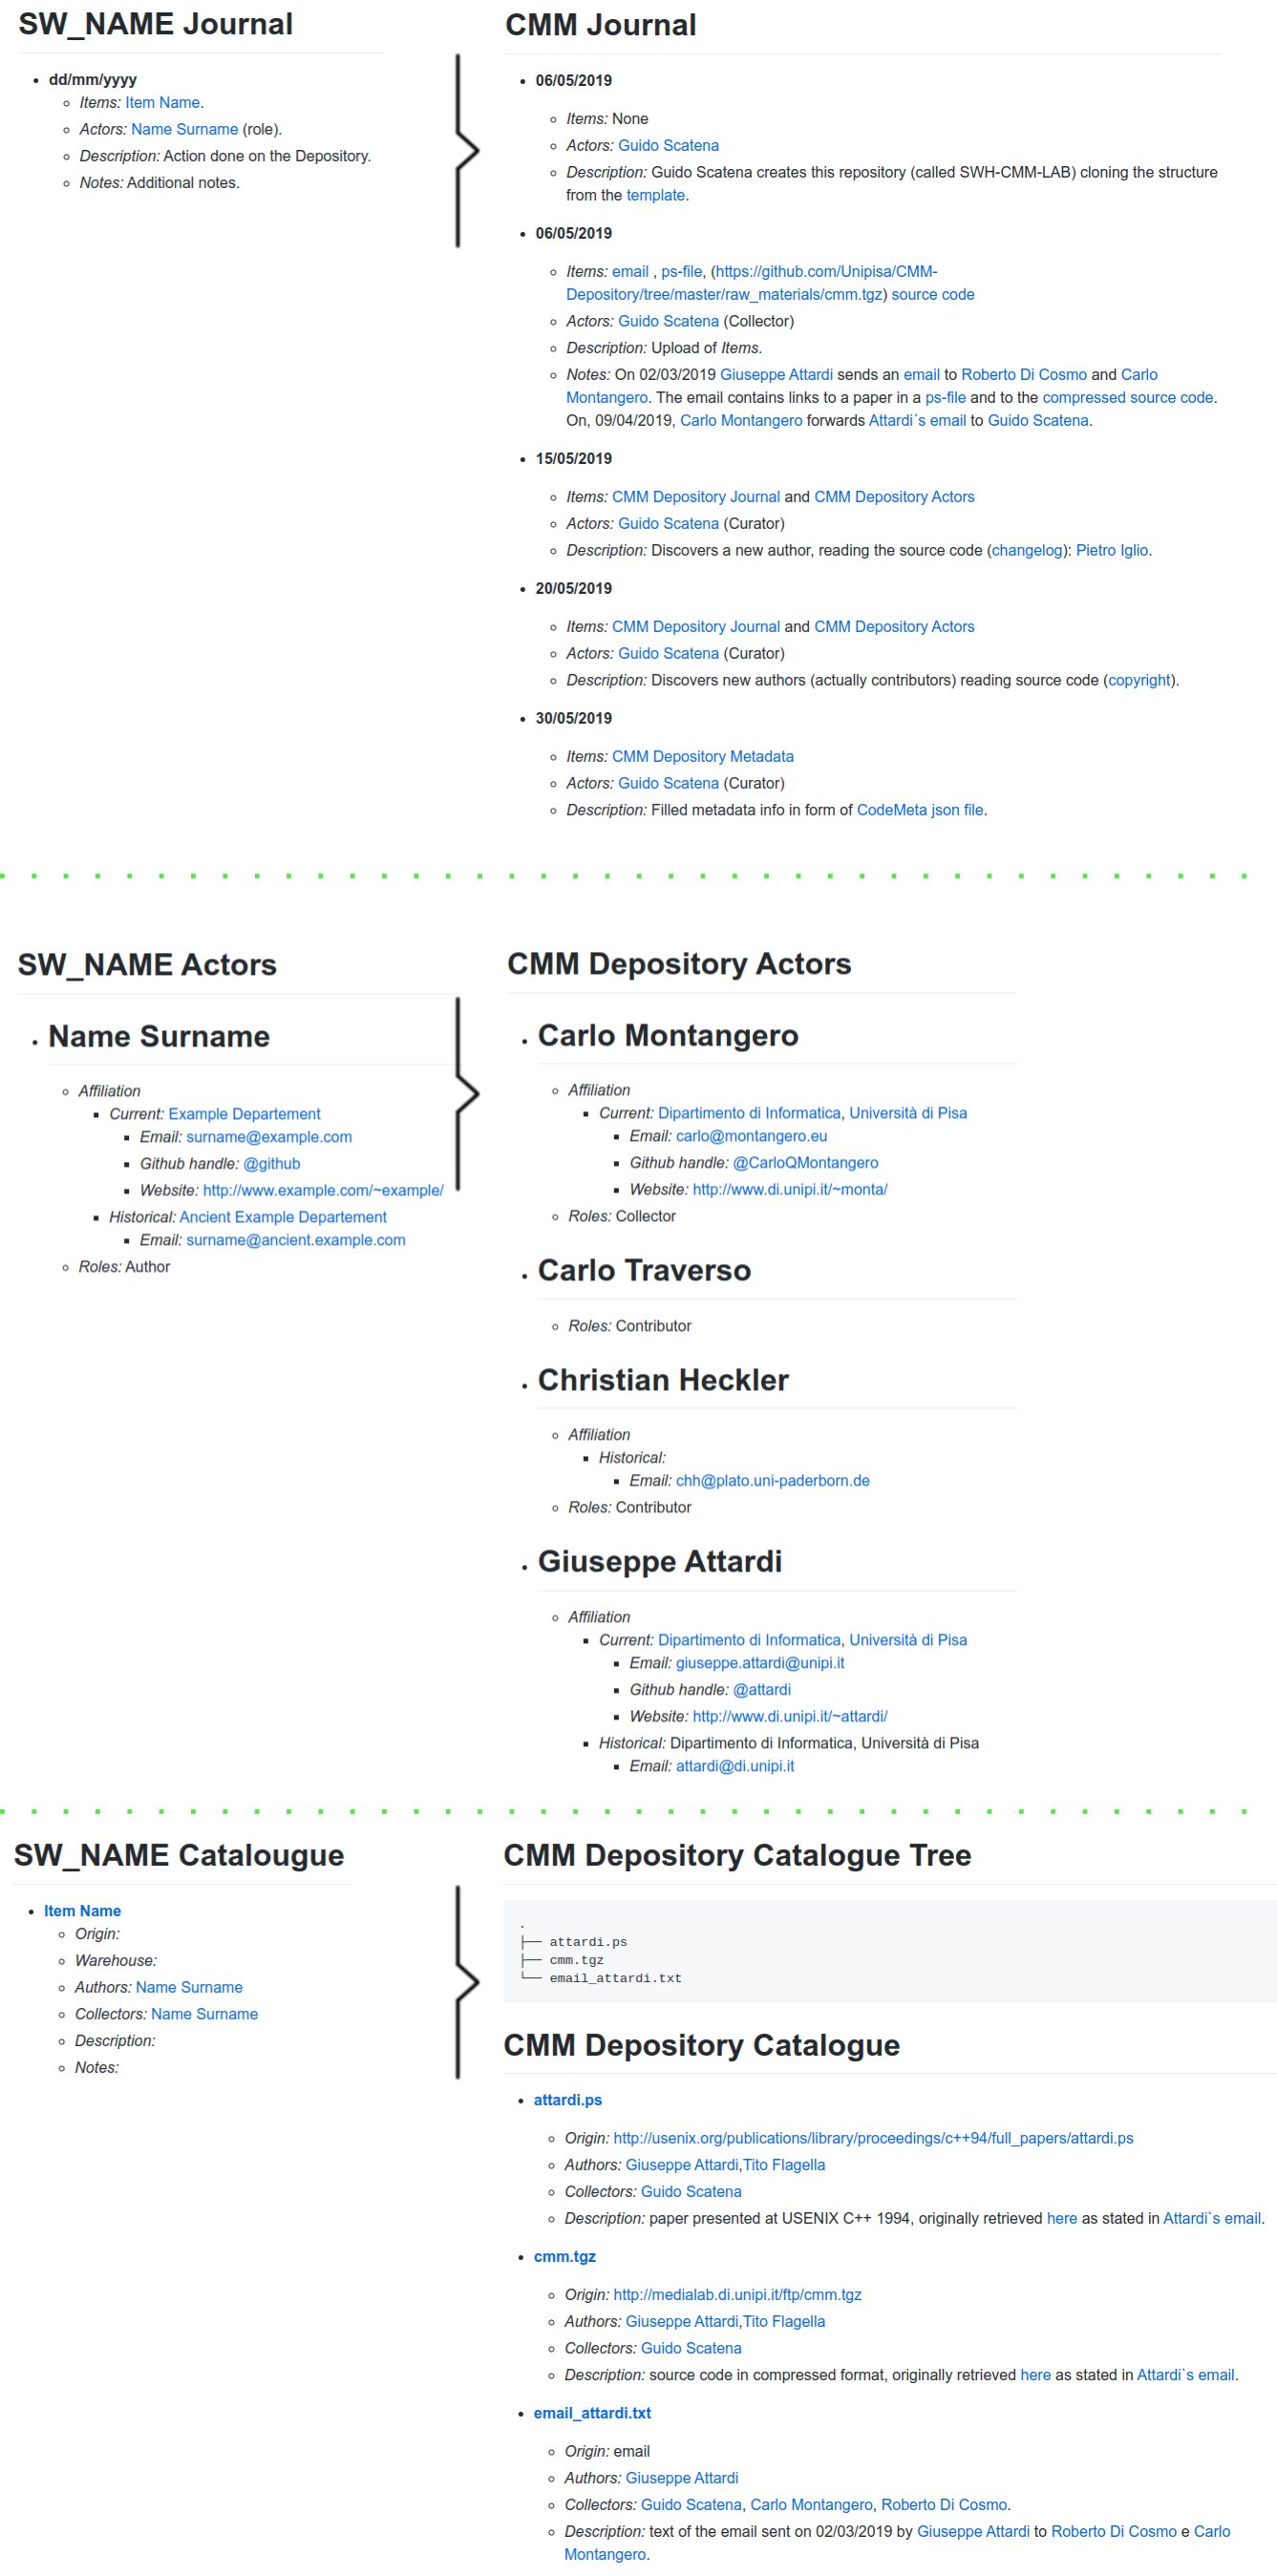 SW_NAME Journal
dd/mm/yyyy
Items: Item Name.
Actors: Name Surname (role).
Description: Action done on the Depository.
Notes: Additional notes.
CMM Journal
06/05/2019
Items: None
Actors: Guido Scatena
Description: Guido Scatena creates this repository (called SWH-CMM-LAB) cloning the structure
from the template.
06/05/2019
Items: email , ps-file, (https://github.com/Unipisa/CMM-
Depository/tree/master/raw_materials/cmm.tgz) source code
Actors: Guido Scatena (Collector)
Description: Upload of Items.
Notes: On 02/03/2019 Giuseppe Attardi sends an email to Roberto Di Cosmo and Carlo
Montangero. The email contains links to a paper in a ps-file and to the compressed source code.
On, 09/04/2019, Carlo Montangero forwards Attardi´s email to Guido Scatena.
15/05/2019
Items: CMM Depository Journal and CMM Depository Actors
Actors: Guido Scatena (Curator)
Description: Discovers a new author, reading the source code (changelog): Pietro Iglio.
20/05/2019
Items: CMM Depository Journal and CMM Depository Actors
Actors: Guido Scatena (Curator)
Description: Discovers new authors (actually contributors) reading source code (copyright).
30/05/2019
Items: CMM Depository Metadata
Actors: Guido Scatena (Curator)
Description: Filled metadata info in form of CodeMeta json file.
SW_NAME Actors
Name Surname
Affiliation
Current: Example Departement
Email: surname@example.com
Github handle: @github
Website: http://www.example.com/~example/
Historical: Ancient Example Departement
Email: surname@ancient.example.com
Roles: Author
CMM Depository Actors
Carlo Montangero
Affiliation
Current: Dipartimento di Informatica, Università di Pisa
Email: carlo@montangero.eu
Github handle: @CarloQMontangero
Website: http://www.di.unipi.it/~monta/
Roles: Collector
Carlo Traverso
Roles: Contributor
Christian Heckler
Affiliation
Historical:
Email: chh@plato.uni-paderborn.de
Roles: Contributor
Giuseppe Attardi
Affiliation
Current: Dipartimento di Informatica, Università di Pisa
Email: giuseppe.attardi@unipi.it
Github handle: @attardi
Website: http://www.di.unipi.it/~attardi/
Historical: Dipartimento di Informatica, Università di Pisa
Email: attardi@di.unipi.it
SW_NAME Catalougue
Item Name
Origin:
Warehouse:
Authors: Name Surname
Collectors: Name Surname
Description:
Notes:
CMM Depository Catalogue Tree
.
├── attardi.ps
├── cmm.tgz
└── email_attardi.txt
CMM Depository Catalogue
attardi.ps
Origin: http://usenix.org/publications/library/proceedings/c++94/full_papers/attardi.ps
Authors: Giuseppe Attardi,Tito Flagella
Collectors: Guido Scatena
Description: paper presented at USENIX C++ 1994, originally retrieved here as stated in Attardi`s email.
cmm.tgz
Origin: http://medialab.di.unipi.it/ftp/cmm.tgz
Authors: Giuseppe Attardi,Tito Flagella
Collectors: Guido Scatena
Description: source code in compressed format, originally retrieved here as stated in Attardi`s email.
email_attardi.txt
Origin: email
Authors: Giuseppe Attardi
Collectors: Guido Scatena, Carlo Montangero, Roberto Di Cosmo.
Description: text of the email sent on 02/03/2019 by Giuseppe Attardi to Roberto Di Cosmo e Carlo
Montangero.